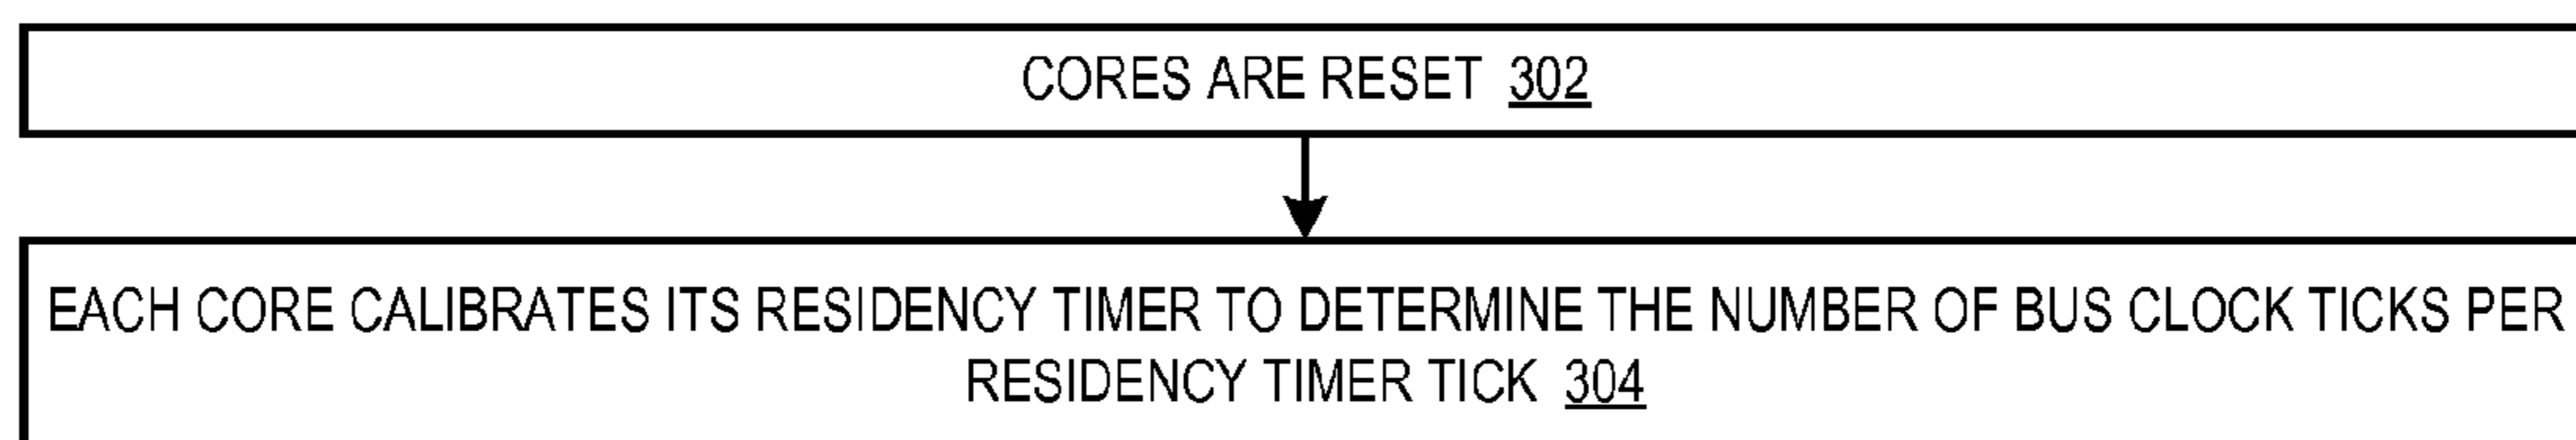 CORES ARE RESET 302
EACH CORE CALIBRATES ITS RESIDENCY TIMER TO DETERMINE THE NUMBER OF BUS CLOCK TICKS PER
RESIDENCY TIMER TICK 304